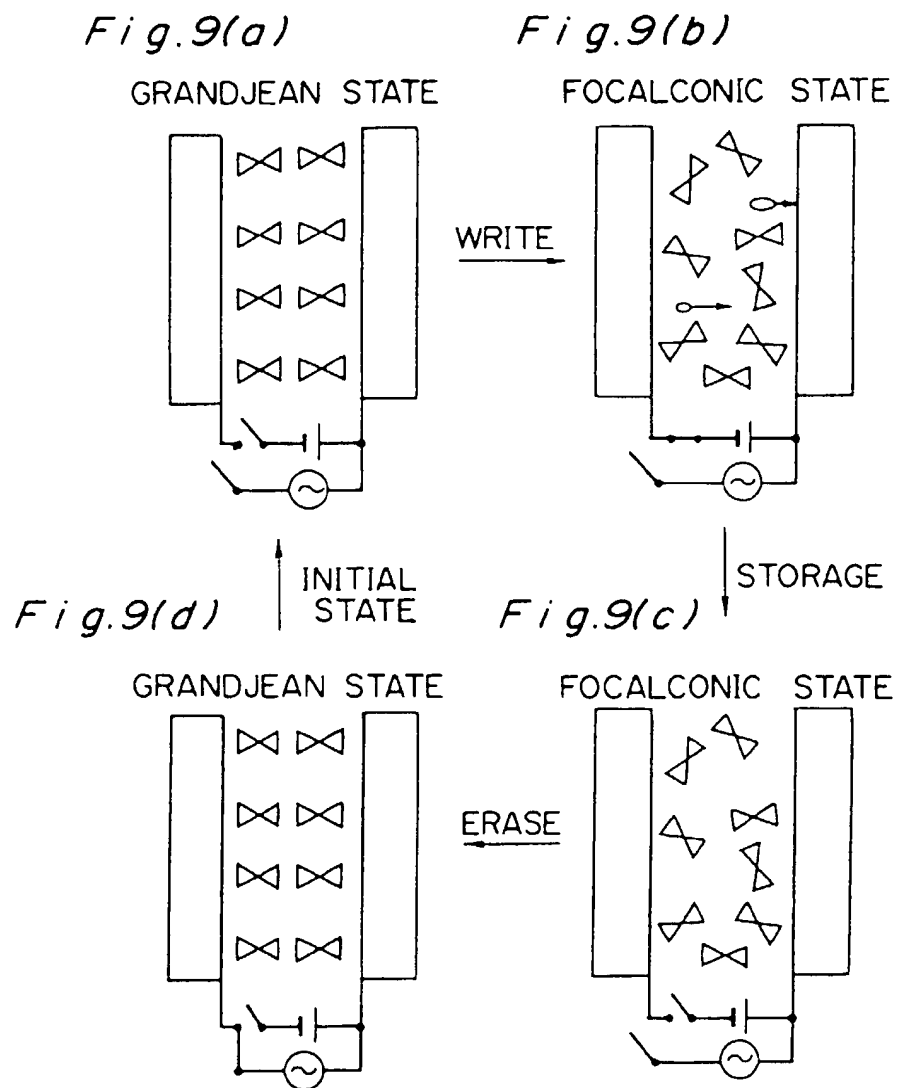 Fig.9(a)
Fig.9(b)
GRANDJEAN STATE
FOCALCONIC STATE
WRITE
INITIAL
STATE
STORAGE
Fig.9(d)
Fig.9(c)
GRANDJEAN STATE
FOCALCONIC STATE
ERASE